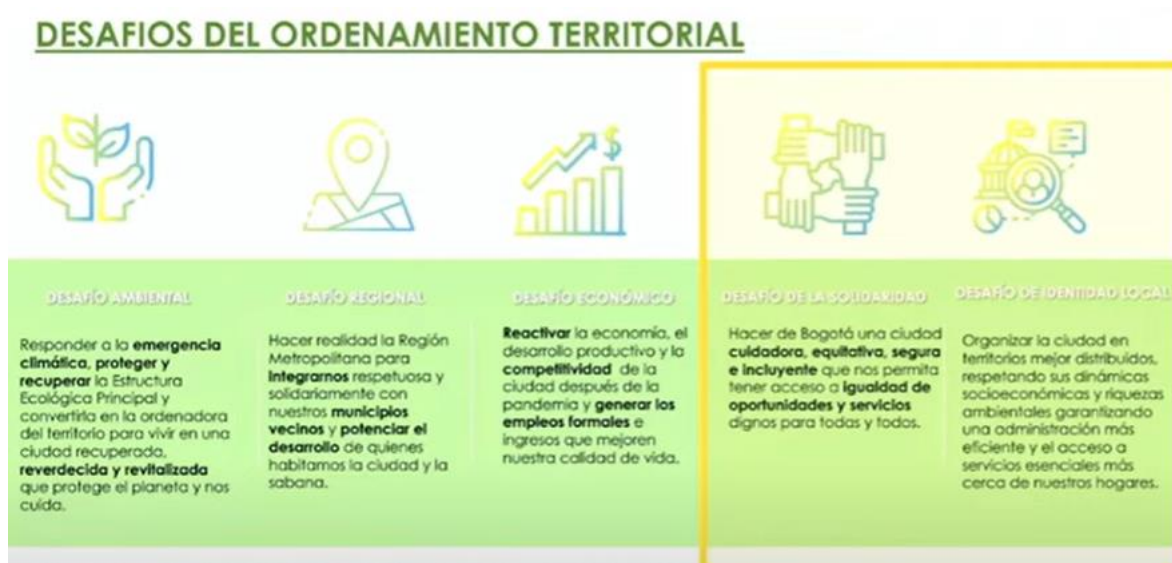 DESAFIOS DEL ORDENAMIENTO TERRITORIAL
$
DESAFÍO AMBIENTAL
Responder a la emergencia
climática, proteger y
recuperar la Estructura
Ecológica Principal y
convertirla en la ordenadora
del territorio para vivir en una
ciudad recuperada,
reverdecida y revitalizada
que protege el planeta y nos
cuida.
DESAFÍO REGIONAL
Hacer realidad la Región
Metropolitana para
integrarnos respetuosa y
solidariamente con
nuestros municipios
vecinos y potenciar el
desarrollo de quienes
habitamos la ciudad y la
sabana.
DESAFÍO ECONÓMICO
Reactivar la economía, el
desarrollo productivo y la
competitividad de la
ciudad después de la
pandemia y generar los
empleos formales e
ingresos que mejoren
nuestra calidad de vida.
DESAFÍO DE LA SOLIDARIDAD
Hacer de Bogotá una ciudad
cuidadora, equitativa, segura
e incluyente que nos permita
tener acceso a igualdad de
oportunidades y servicios
dignos para todas y todos.
DESAFÍO DE IDENTIDAD LOCAL
Organizar la ciudad en
territorios mejor distribuidos,
respetando sus dinámicas
socioeconómicas y riquezas
ambientales garantizando
una administración más
eficiente y el acceso a
servicios esenciales más
cerca de nuestros hogares.